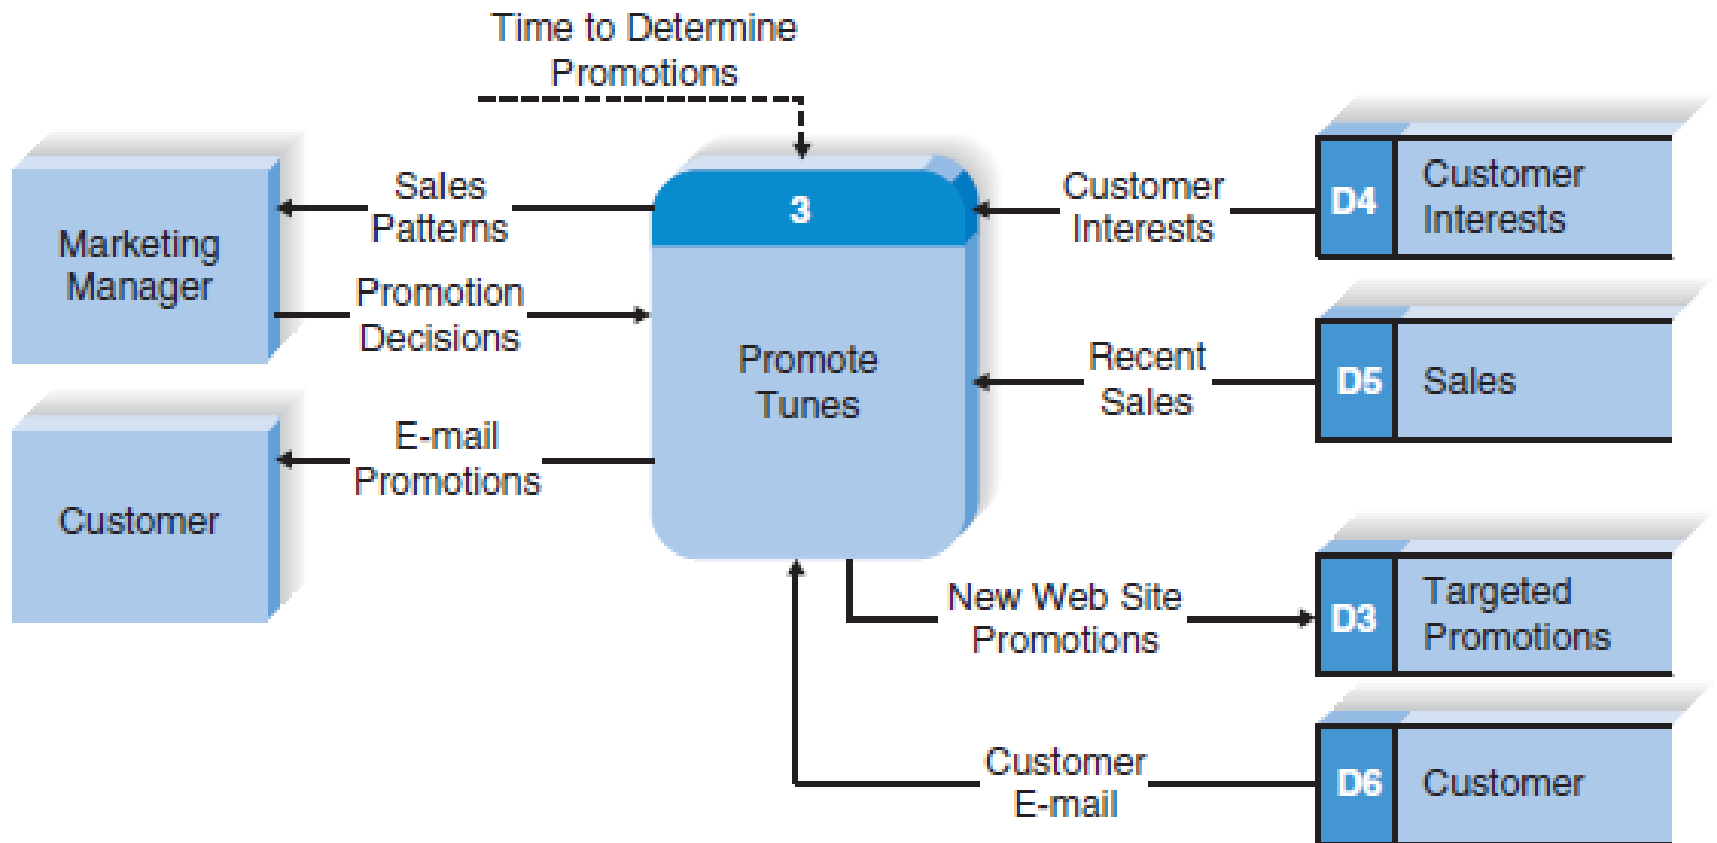 Time to Determine
Promotions
Marketing
Manager
Sales
Patterns
Promotion
Decisions
Customer
E-mail
Promotions
3
Promote
Tunes
Customer
Interests
D4
Customer
Interests
Recent
Sales
D5
Sales
New Web Site
Promotions
D3
Targeted
Promotions
Customer
E-mail
D6
Customer